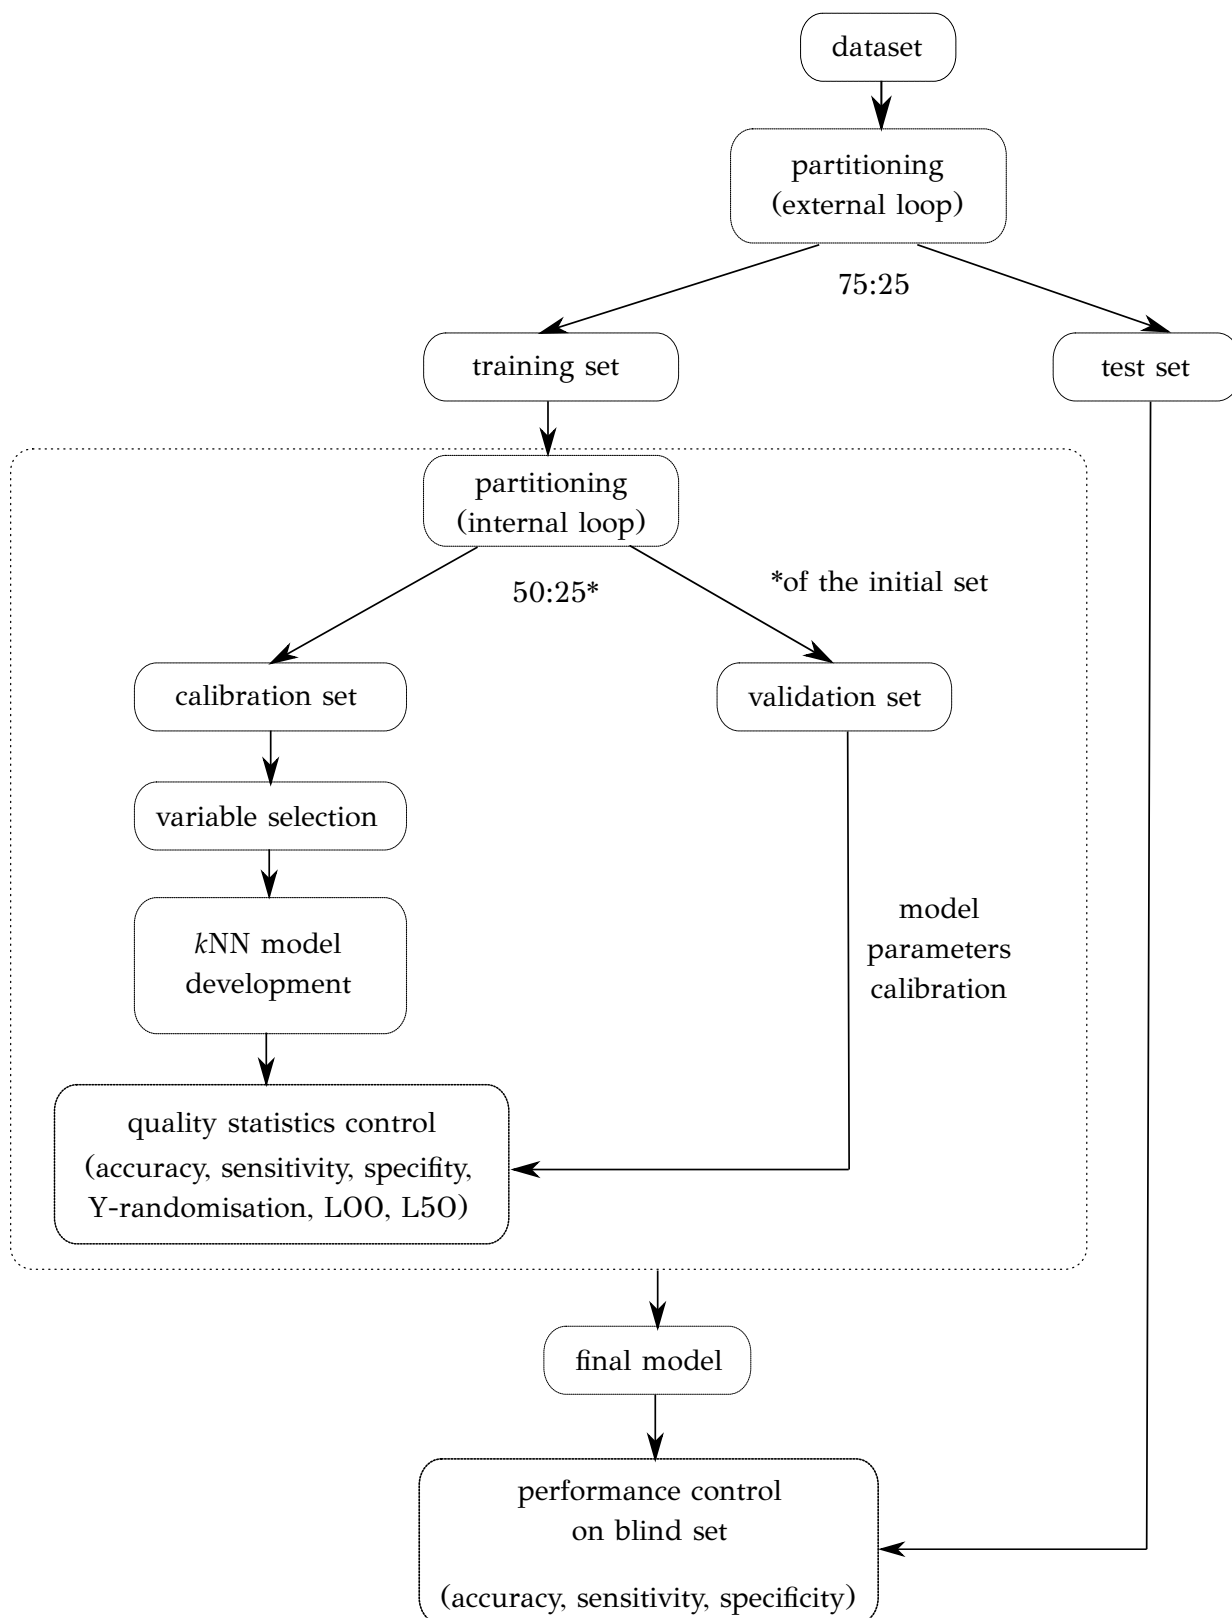 dataset
partitioning
(external loop)
75:25
training set
test set
partitioning
(internal loop)
50:25*
*of the initial set
calibration set
validation set
variable selection
kNN model
development
model
parameters
calibration
quality statistics control
(accuracy, sensitivity, specifity,
Y-randomisation, LOO, L5O)
final model
performance control
on blind set
(accuracy, sensitivity, specificity)